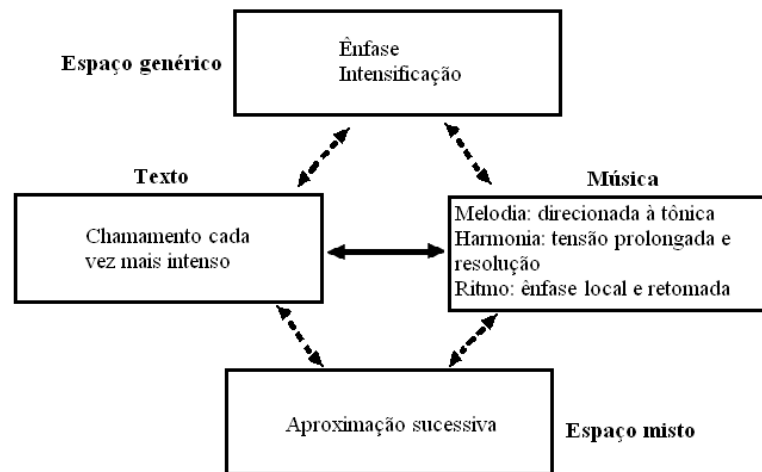 Espaço genérico
Ênfase
Intensificação
Texto
Chamamento cada
vez mais intenso
Música
Melodia: direcionada à tônica
Harmonia: tensão prolongada e
resolução
Ritmo: ênfase local e retomada
Aproximação sucessiva
Espaço misto